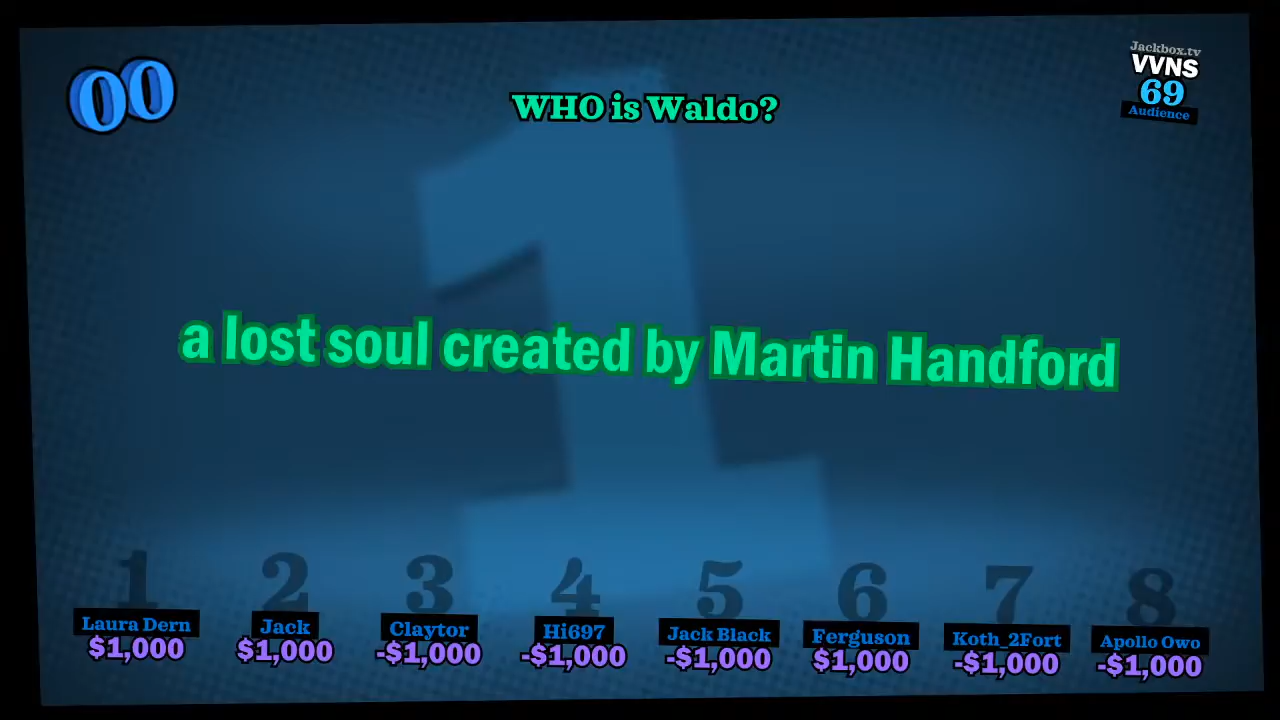 00
WHO is Waldo?
Jackbox.tv
VVNS
69
Audience
1
a lost soul created by Martin Handford
1 2 3 4 5 6 7 8
Laura Dern Jack Claytor Hi697 Jack Black Ferguson Koth_2Fort Apollo Owo
$1,000 $1,000 -$1,000 -$1,000 -$1,000 $1,000 -$1,000 -$1,000